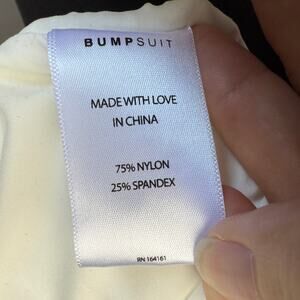 BUMPSUIT
MADE WITH LOVE
IN CHINA
75% NYLON
25% SPANDEX
RN 164161